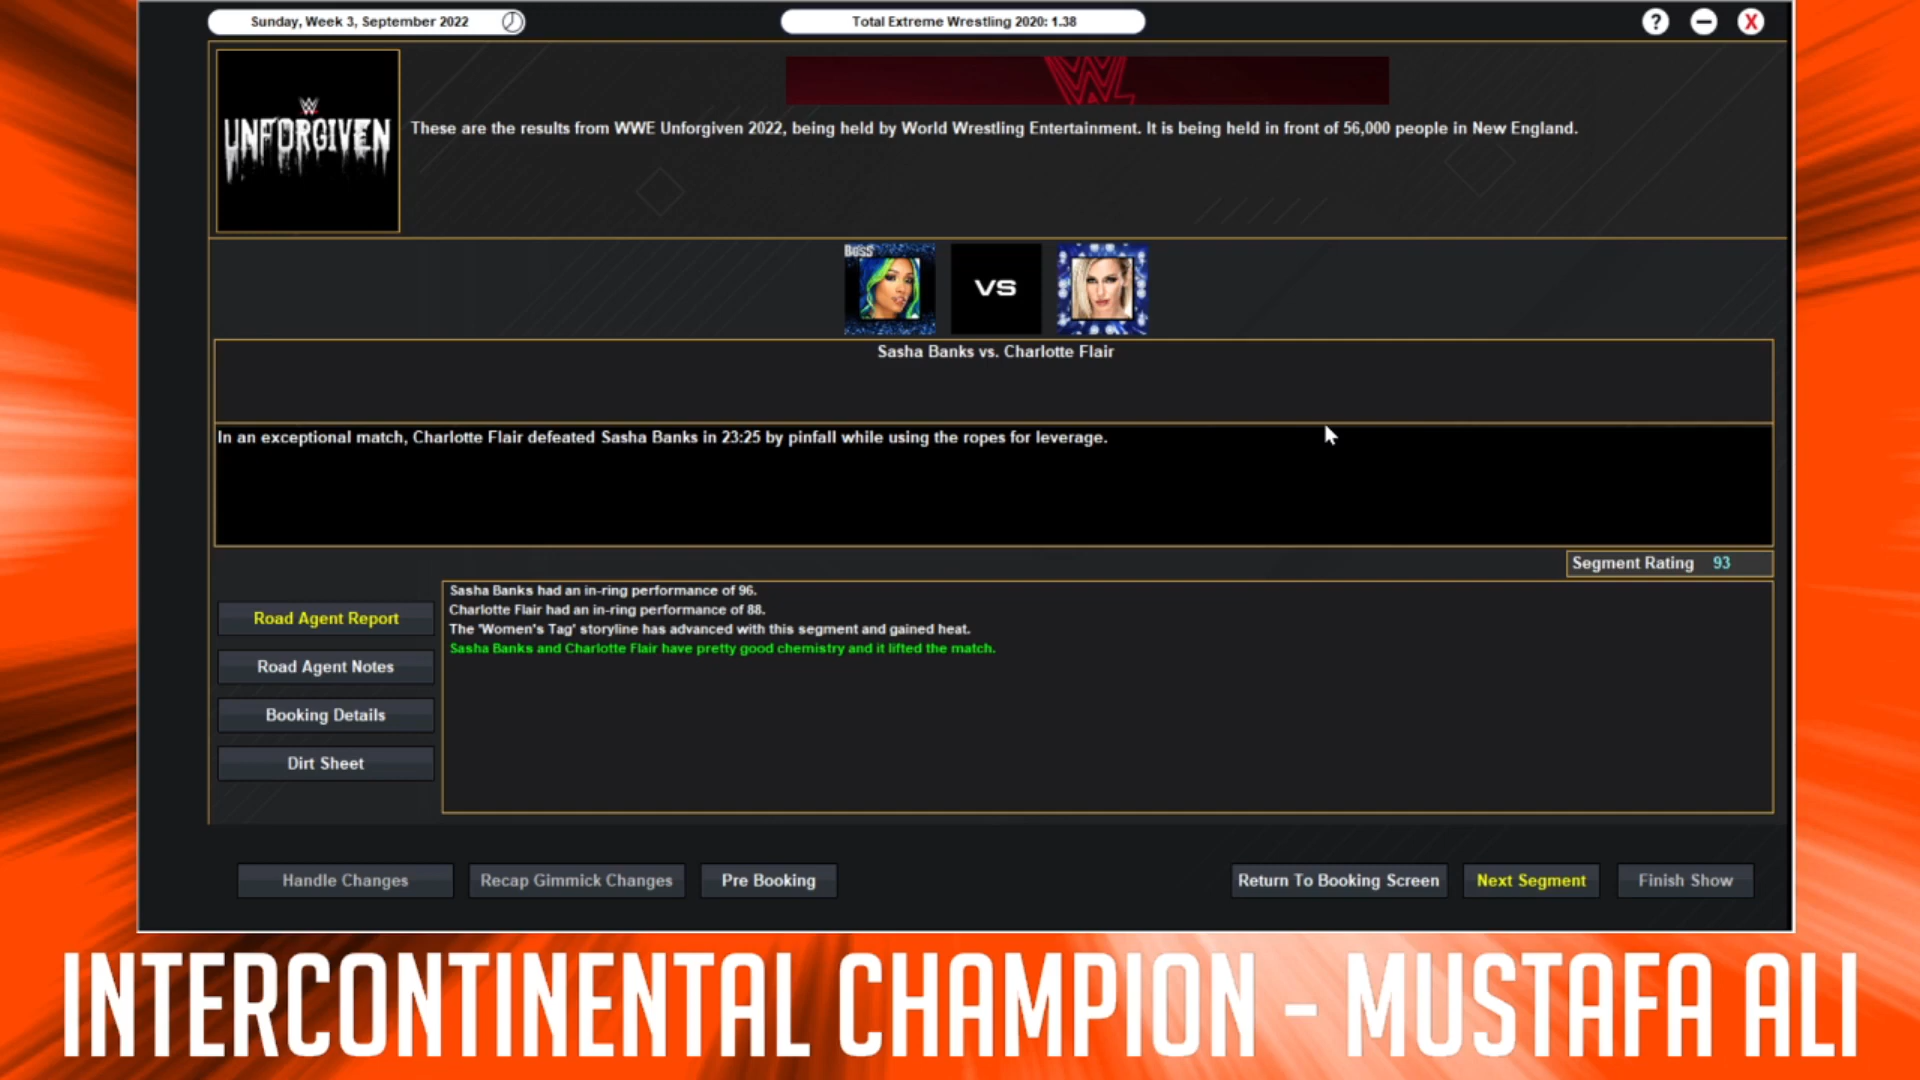 Sunday, Week 3, September 2022
Total Extreme Wrestling 2020: 1.38
?
X
W
UNFORGIVEN
These are the results from WWE Unforgiven 2022, being held by World Wrestling Entertainment. It is being held in front of 56,000 people in New England.
BOSS
VS
Sasha Banks vs. Charlotte Flair
In an exceptional match, Charlotte Flair defeated Sasha Banks in 23:25 by pinfall while using the ropes for leverage.
Segment Rating 93
Road Agent Report
Road Agent Notes
Booking Details
Dirt Sheet
Sasha Banks had an in-ring performance of 96.
Charlotte Flair had an in-ring performance of 88.
The 'Women's Tag' storyline has advanced with this segment and gained heat.
Sasha Banks and Charlotte Flair have pretty good chemistry and it lifted the match.
Handle Changes
Recap Gimmick Changes
Pre Booking
Return To Booking Screen
Next Segment
Finish Show
INTERCONTINENTAL CHAMPION - MUSTAFA ALI